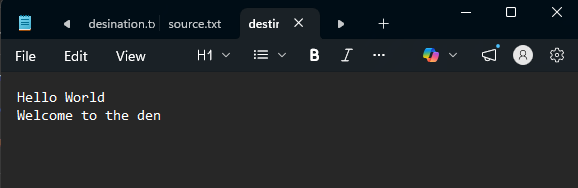 desination.t
source.txt
destir
File Edit View H1 B I
Hello World
Welcome to the den